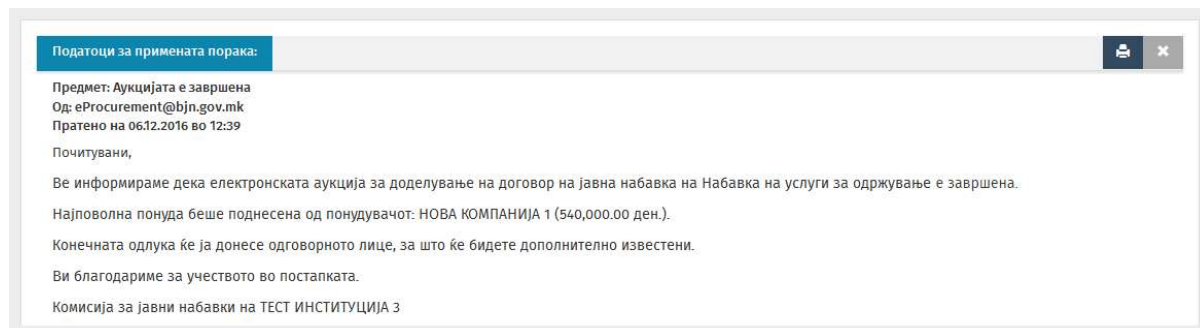 Податоци за примената порака:
Предмет: Аукцијата е завршена
Од: eProcurement@bjn.gov.mk
Пратено на 06.12.2016 во 12:39
Почитувани,
Ве информираме дека електронската аукција за доделување на договор на јавна набавка на Набавка на услуги за одржување е завршена.
Најповолна понуда беше поднесена од понудувачот: НОВА КОМПАНИЈА 1 (540,000.00 ден.).
Конечната одлука ќе ја донесе одговорното лице, за што ќе бидете дополнително известени.
Ви благодариме за учеството во постапката.
Комисија за јавни набавки на ТЕСТ ИНСТИТУЦИЈА 3